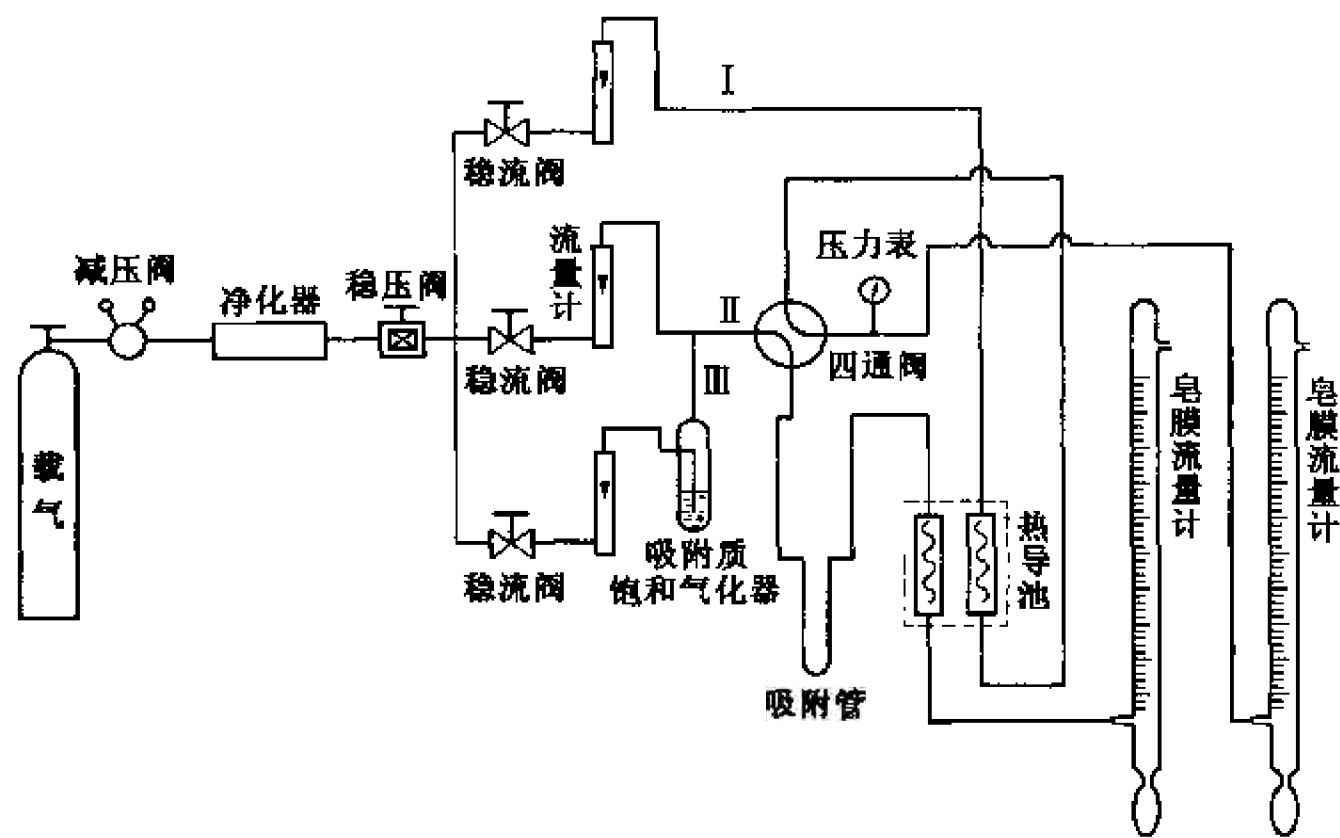 Ⅰ
稳流阀
减压阀
净化器
稳压阀
流量计
压力表
Ⅱ
四通阀
稳流阀
Ⅲ
载气
皂膜流量计
皂膜流量计
热导池
吸附质
饱和气化器
稳流阀
吸附管